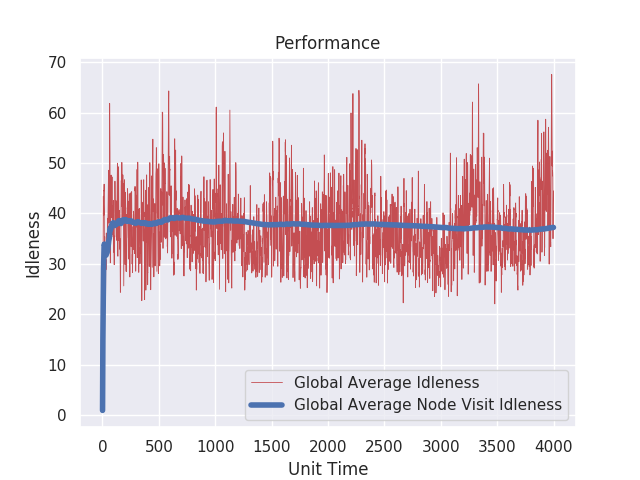 Performance
70
60
50
40
30
20
10
0
Idleness
0 500 1000 1500 2000 2500 3000 3500 4000
Unit Time
Global Average Idleness
Global Average Node Visit Idleness